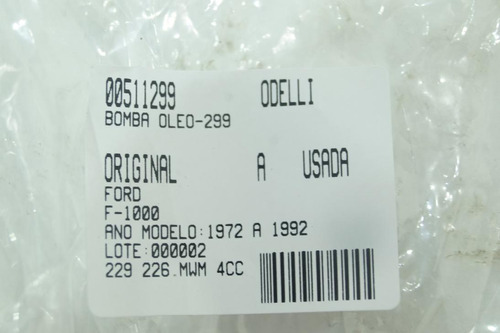 00511299 ODELLI
BOMBA OLEO-299
ORIGINAL A USADA
FORD
F-1000
ANO MODELO:1972 A 1992
LOTE:000002
229 226.MWM 4CC